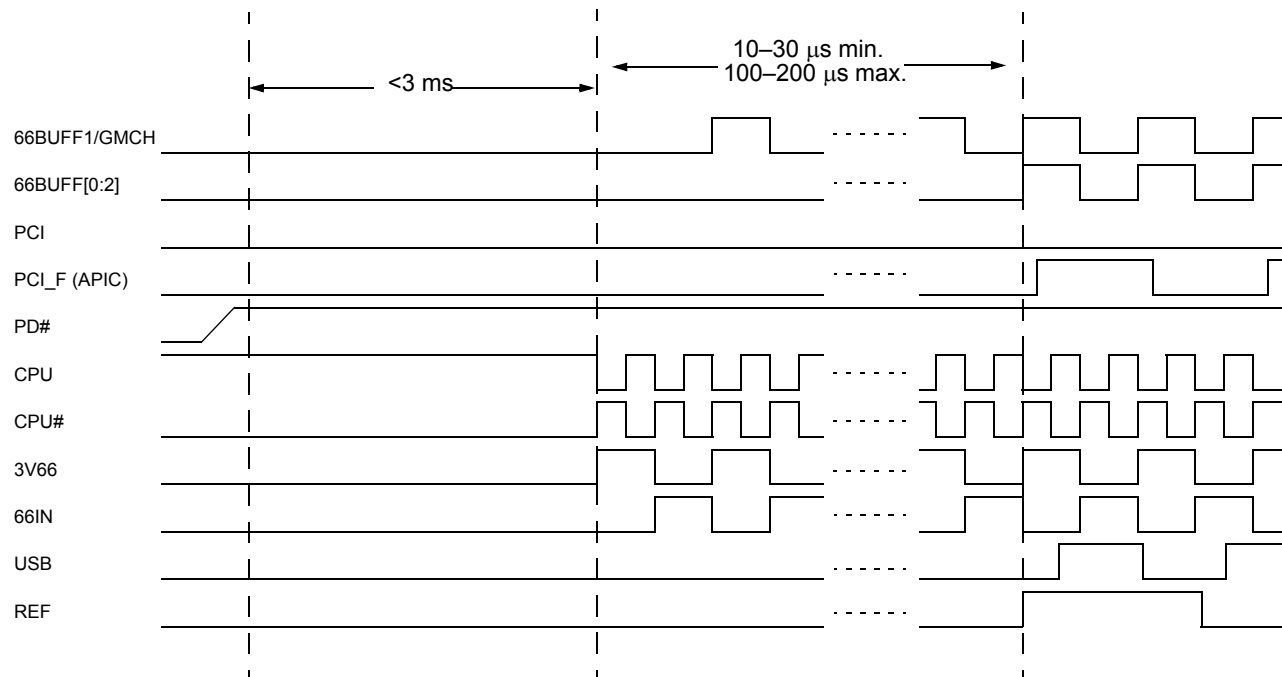 10–30 μs min.
100–200 μs max.
<3 ms
66BUFF1/GMCH
66BUFF[0:2]
PCI
PCI_F (APIC)
PD#
CPU
CPU#
3V66
66IN
USB
REF